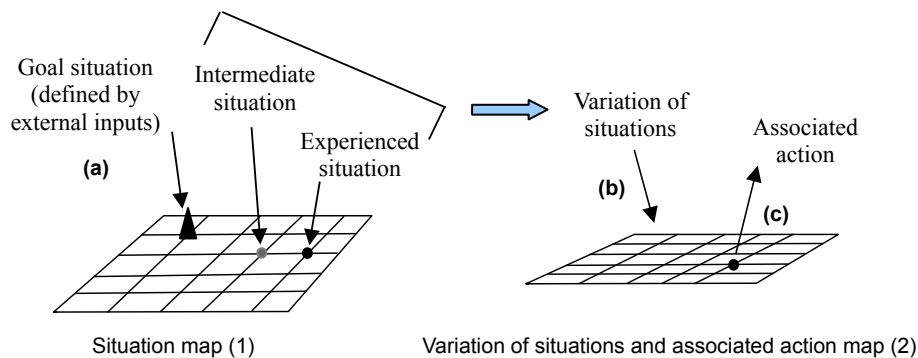 Goal situation
(defined by
external inputs)
(a)
Intermediate
situation
Experienced
situation
Variation of
situations
(b)
Associated
action
(c)
Situation map (1)
Variation of situations and associated action map (2)